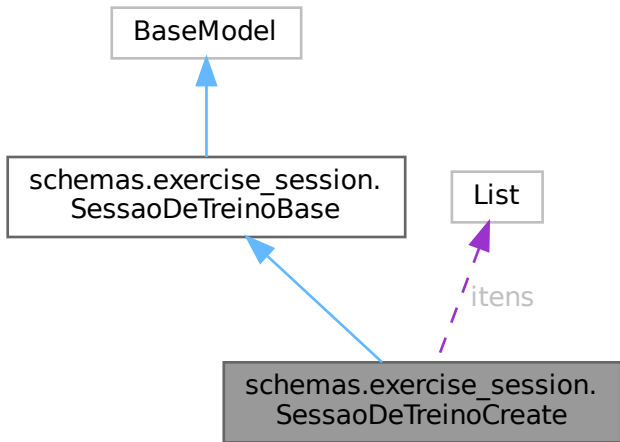 BaseModel
schemas.exercise_session.
SessaoDeTreinoBase
List
itens
schemas.exercise_session.
SessaoDeTreinoCreate